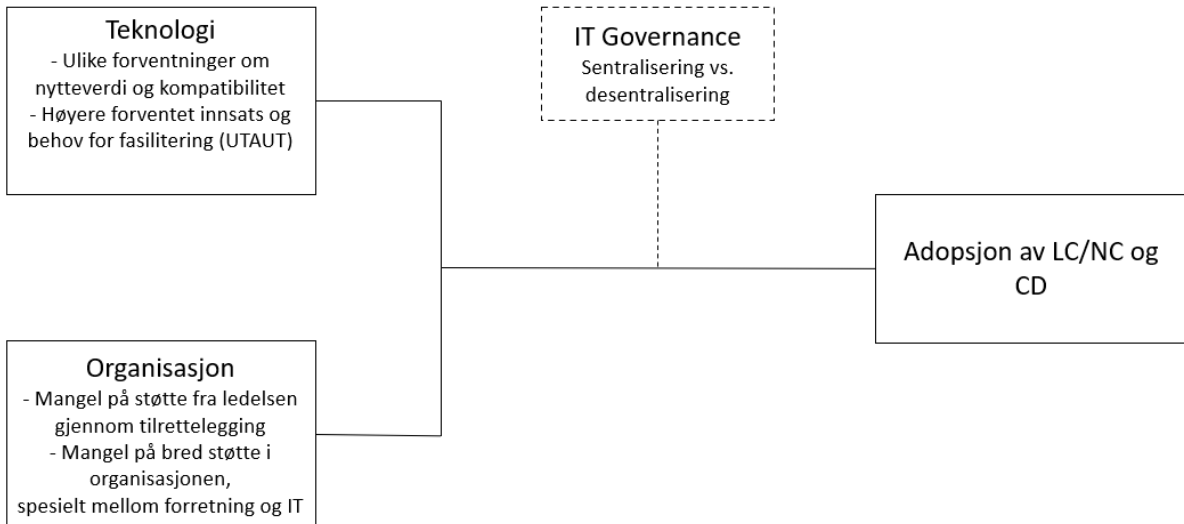 Teknologi
- Ulike forventninger om
nytteverdi og kompatibilitet
- Høyere forventet innsats og
behov for fasilitering (UTAUT)
IT Governance
Sentralisering vs.
desentralisering
Adopsjon av LC/NC og
CD
Organisasjon
- Mangel på støtte fra ledelsen
gjennom tilrettelegging
- Mangel på bred støtte i
organisasjonen,
spesielt mellom forretning og IT